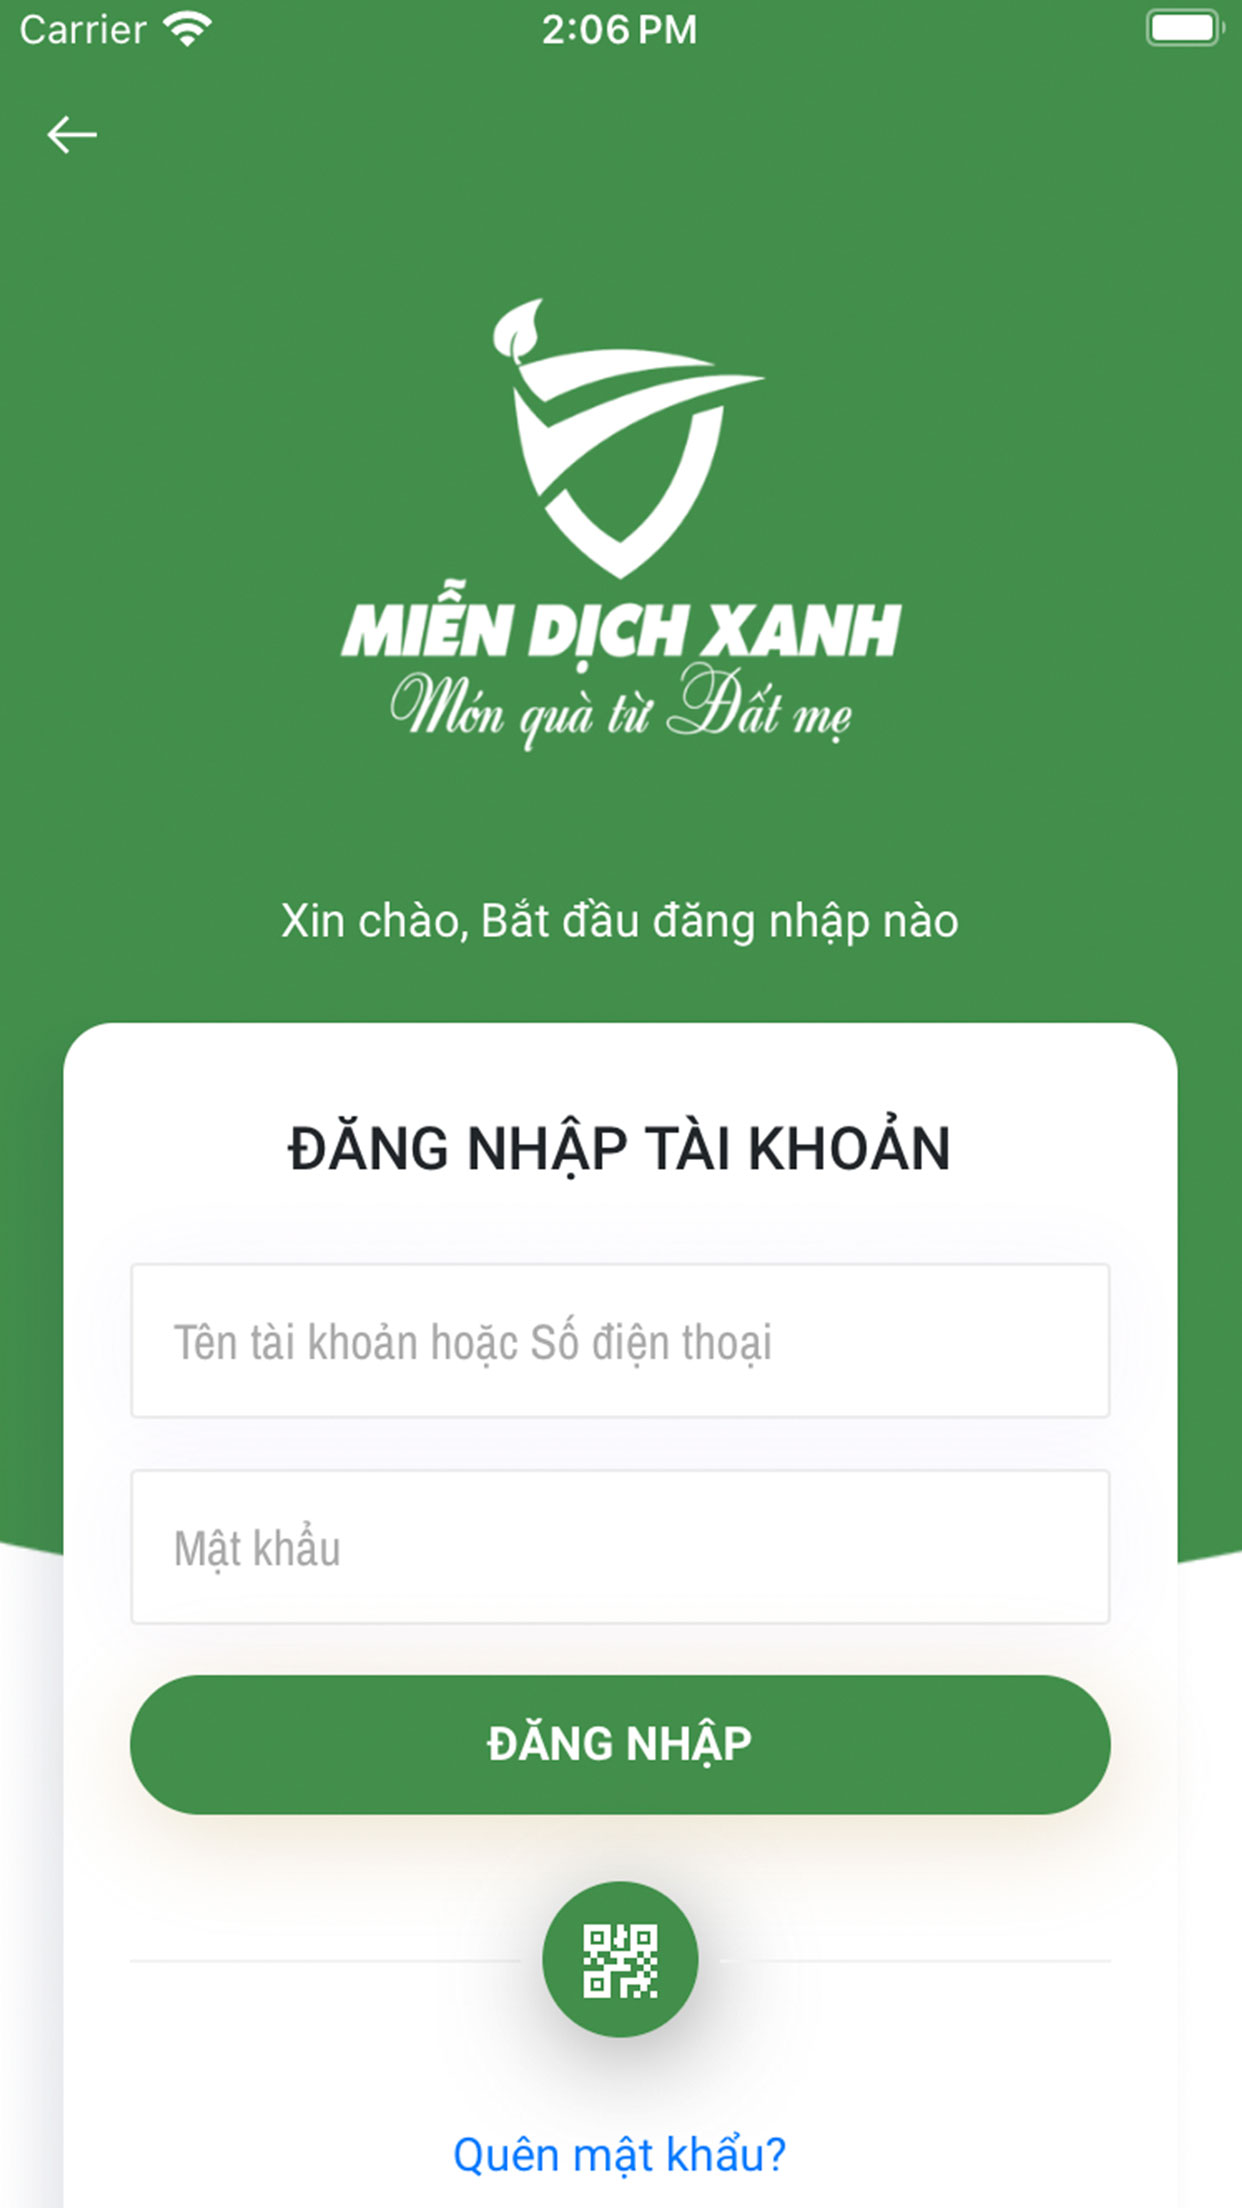 Carrier
2:06 PM
MIỄN DỊCH XANH
Món quà từ Đất mẹ
Xin chào, Bắt đầu đăng nhập nào
ĐĂNG NHẬP TÀI KHOẢN
Tên tài khoản hoặc Số điện thoại
Mật khẩu
ĐĂNG NHẬP
Quên mật khẩu?